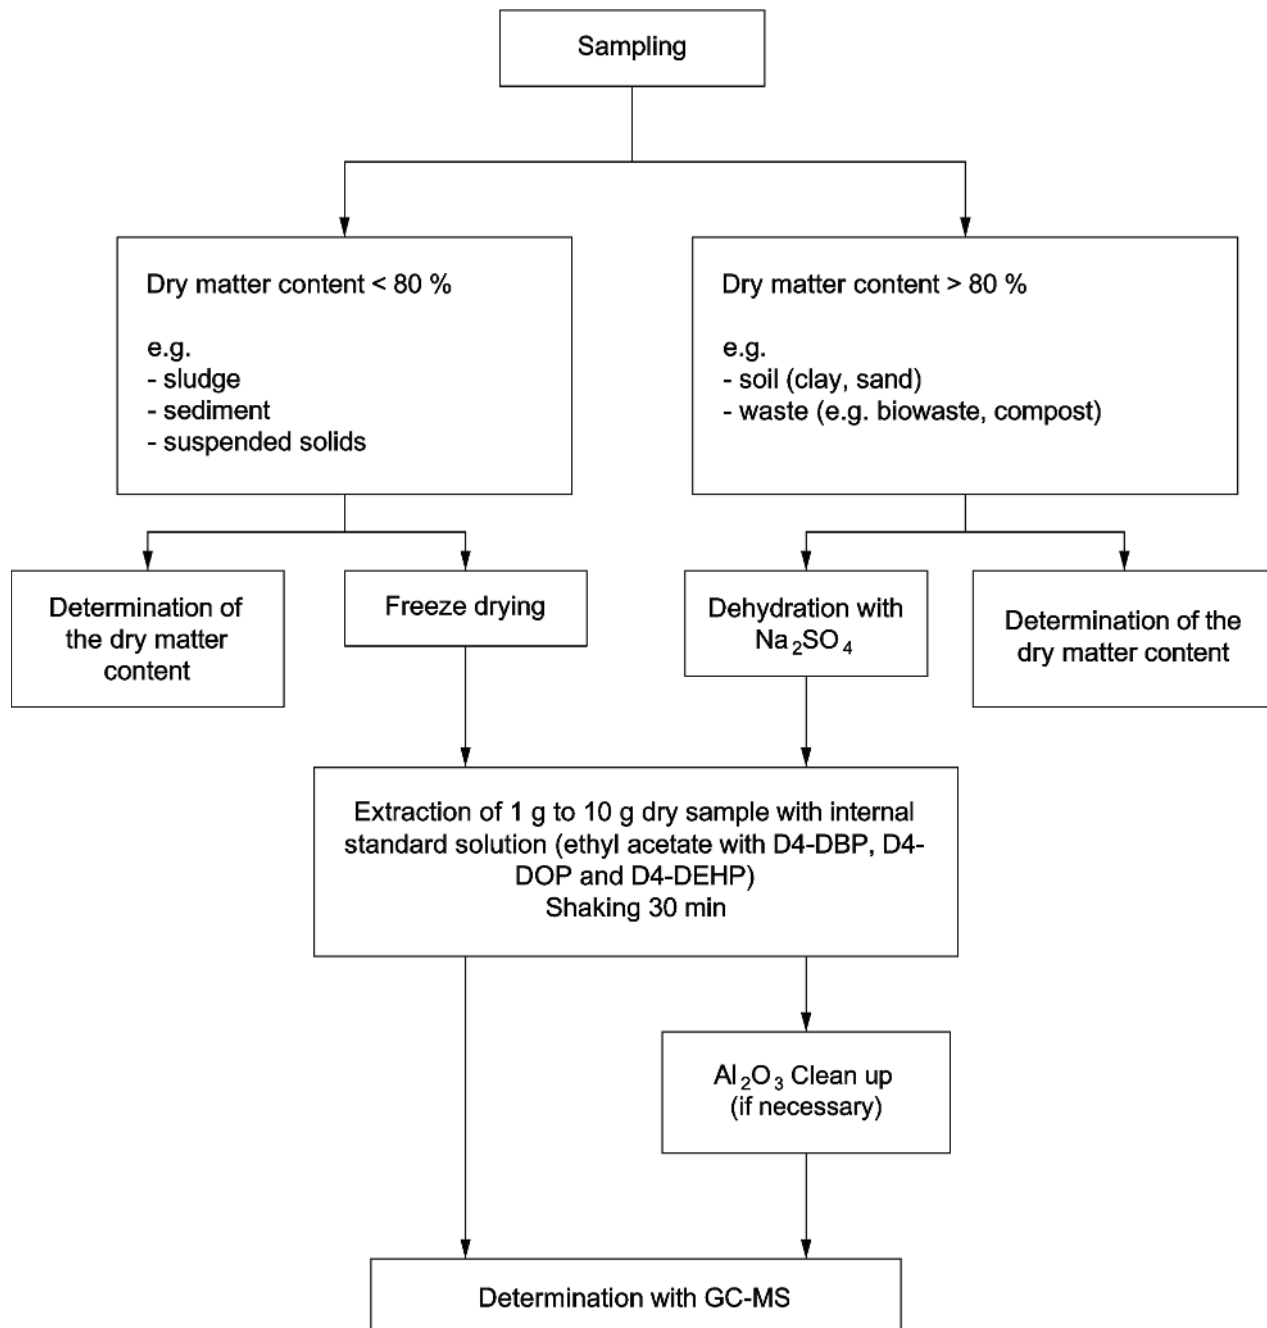 Sampling
Dry matter content < 80 %
e.g.
- sludge
- sediment
- suspended solids
Dry matter content > 80 %
e.g.
- soil (clay, sand)
- waste (e.g. biowaste, compost)
Determination of
the dry matter
content
Freeze drying
Dehydration with
Na₂SO₄
Determination of the
dry matter content
Extraction of 1 g to 10 g dry sample with internal
standard solution (ethyl acetate with D4-DBP, D4-
DOP and D4-DEHP)
Shaking 30 min
Al₂O₃ Clean up
(if necessary)
Determination with GC-MS